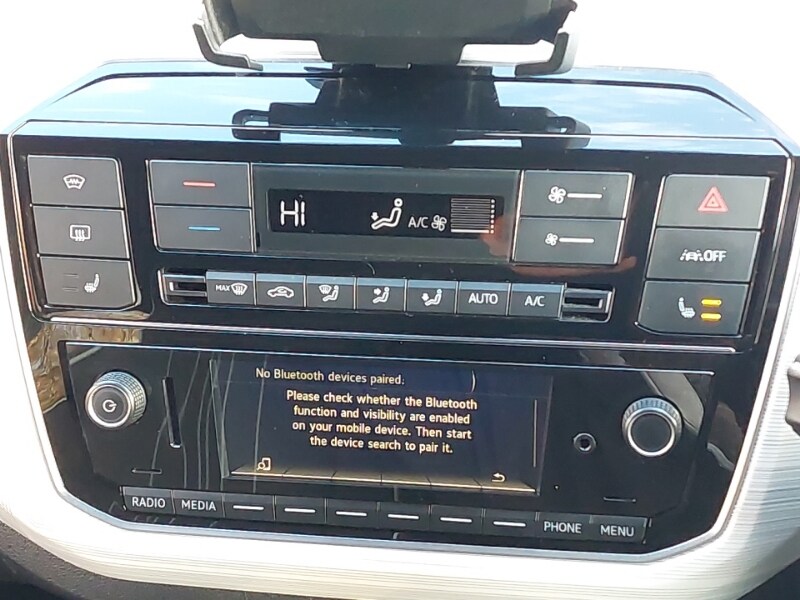 Hi A/C
OFF
MAX AUTO A/C
No Bluetooth devices paired.
Please check whether the Bluetooth
function and visibility are enabled
on your mobile device. Then start
the device search to pair it.
RADIO MEDIA PHONE MENU